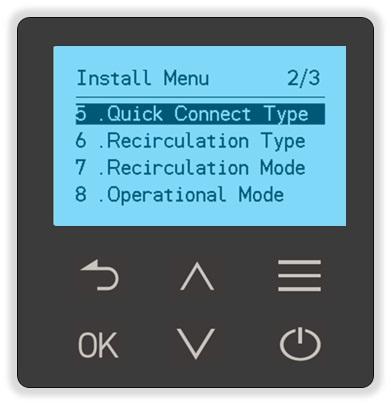 Install Menu 2/3
5 .Quick Connect Type
6 .Recirculation Type
7 .Recirculation Mode
8 .Operational Mode
OK